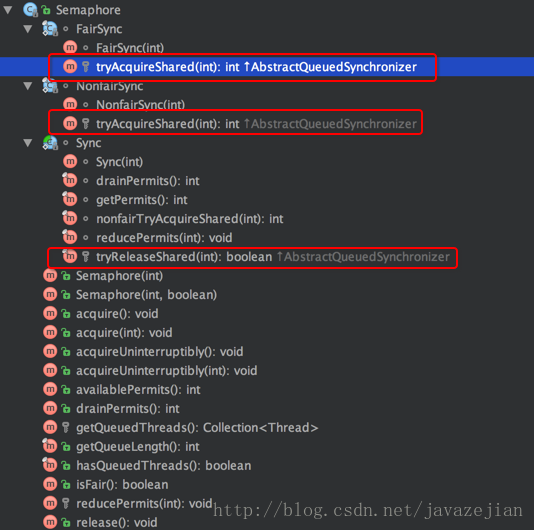 Semaphore
FairSync
FairSync(int)
tryAcquireShared(int): int ↑AbstractQueuedSynchronizer
NonfairSync
NonfairSync(int)
tryAcquireShared(int): int ↑AbstractQueuedSynchronizer
Sync
Sync(int)
drainPermits(): int
getPermits(): int
nonfairTryAcquireShared(int): int
reducePermits(int): void
tryReleaseShared(int): boolean ↑AbstractQueuedSynchronizer
Semaphore(int)
Semaphore(int, boolean)
acquire(): void
acquire(int): void
acquireUninterruptibly(): void
acquireUninterruptibly(int): void
availablePermits(): int
drainPermits(): int
getQueuedThreads(): Collection<Thread>
getQueueLength(): int
hasQueuedThreads(): boolean
isFair(): boolean
reducePermits(int): void
release(): void
http://blog.csdn.net/javazejian